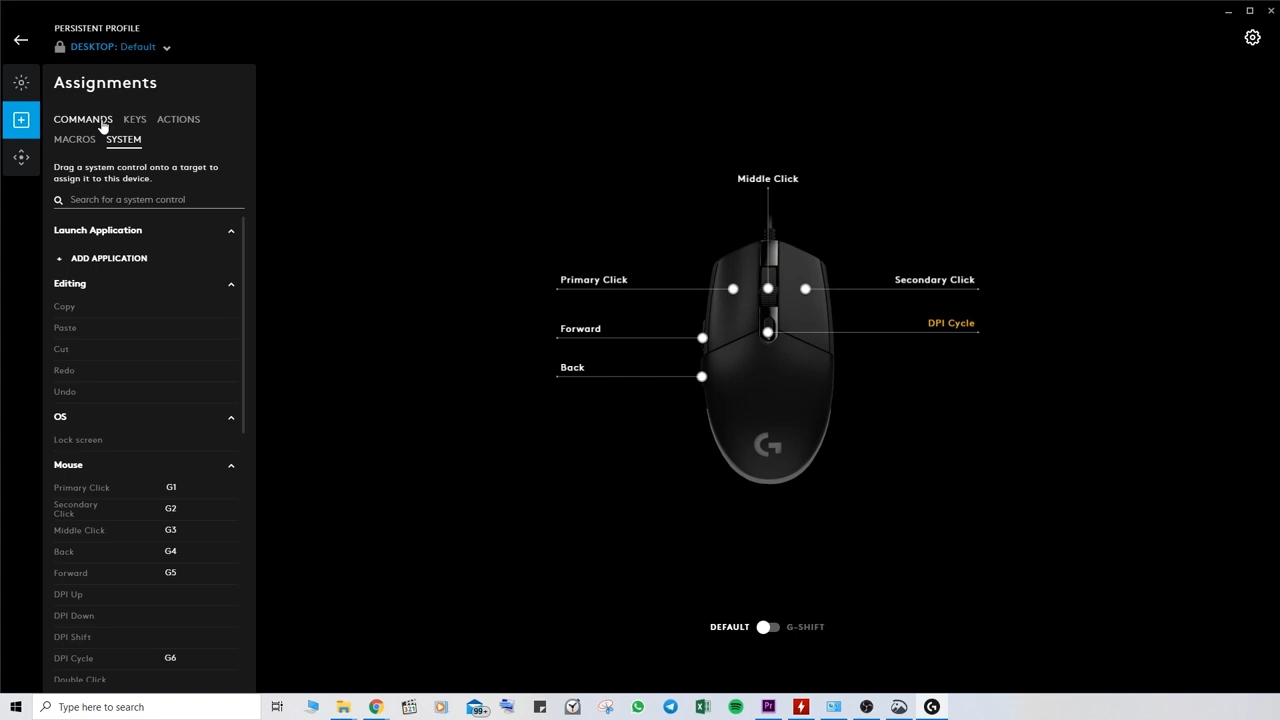 PERSISTENT PROFILE
DESKTOP: Default
Assignments
COMMANDS KEYS ACTIONS
MACROS SYSTEM
Drag a system control onto a target to
assign it to this device.
Search for a system control
Launch Application
+ ADD APPLICATION
Editing
Copy
Paste
Cut
Redo
Undo
OS
Lock screen
Mouse
Primary Click G1
Secondary
Click G2
Middle Click G3
Back G4
Forward G5
DPI Up
DPI Down
DPI Shift
DPI Cycle G6
Double Click
Middle Click
Primary Click
Secondary Click
Forward
DPI Cycle
Back
DEFAULT G-SHIFT
Type here to search
99+